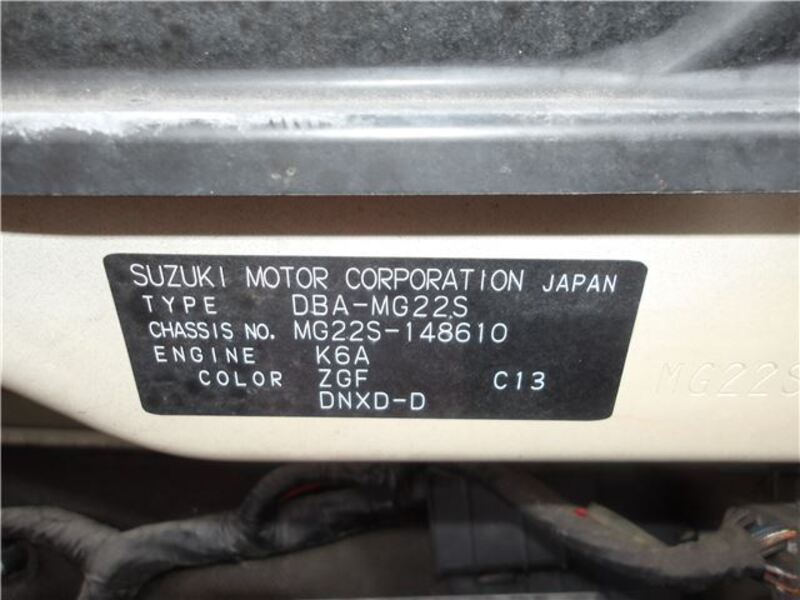 SUZUKI MOTOR CORPORATION JAPAN
TYPE DBA-MG22S
CHASSIS NO. MG22S-148610
ENGINE K6A
COLOR ZGF C13
DNXD-D
MG22S